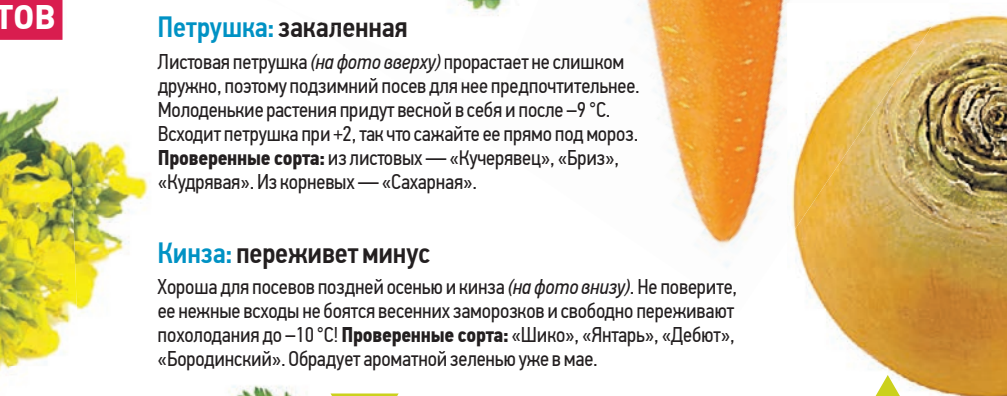 ТОВ
Петрушка: закаленная
Листовая петрушка (на фото вверху) прорастает не слишком
дружно, поэтому подзимний посев для нее предпочтительнее.
Молоденькие растения придут весной в себя и после –9 °С.
Всходит петрушка при +2, так что сажайте ее прямо под мороз.
Проверенные сорта: из листовых — «Кучерявец», «Бриз»,
«Кудрявая». Из корневых — «Сахарная».
Кинза: переживет минус
Хороша для посевов поздней осенью и кинза (на фото внизу). Не поверите,
ее нежные всходы не боятся весенних заморозков и свободно переживают
похолодания до –10 °С! Проверенные сорта: «Шико», «Янтарь», «Дебют»,
«Бородинский». Обрадует ароматной зеленью уже в мае.